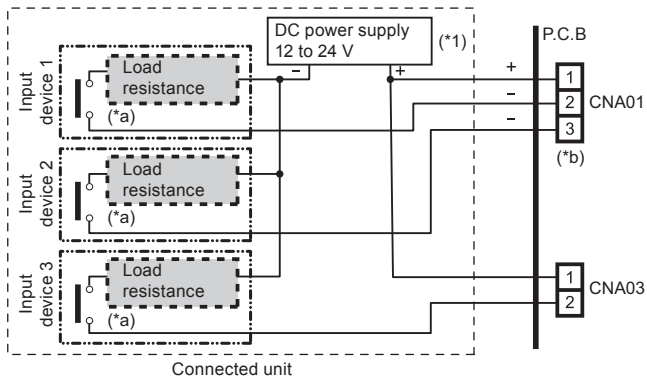 DC power supply
12 to 24 V
(*1)
P.C.B
Input
device 1
Load
resistance
(*a)
–
+
+
–
–
1
2
3
CNA01
(*b)
Input
device 2
Load
resistance
(*a)
Input
device 3
Load
resistance
(*a)
1
2
CNA03
Connected unit